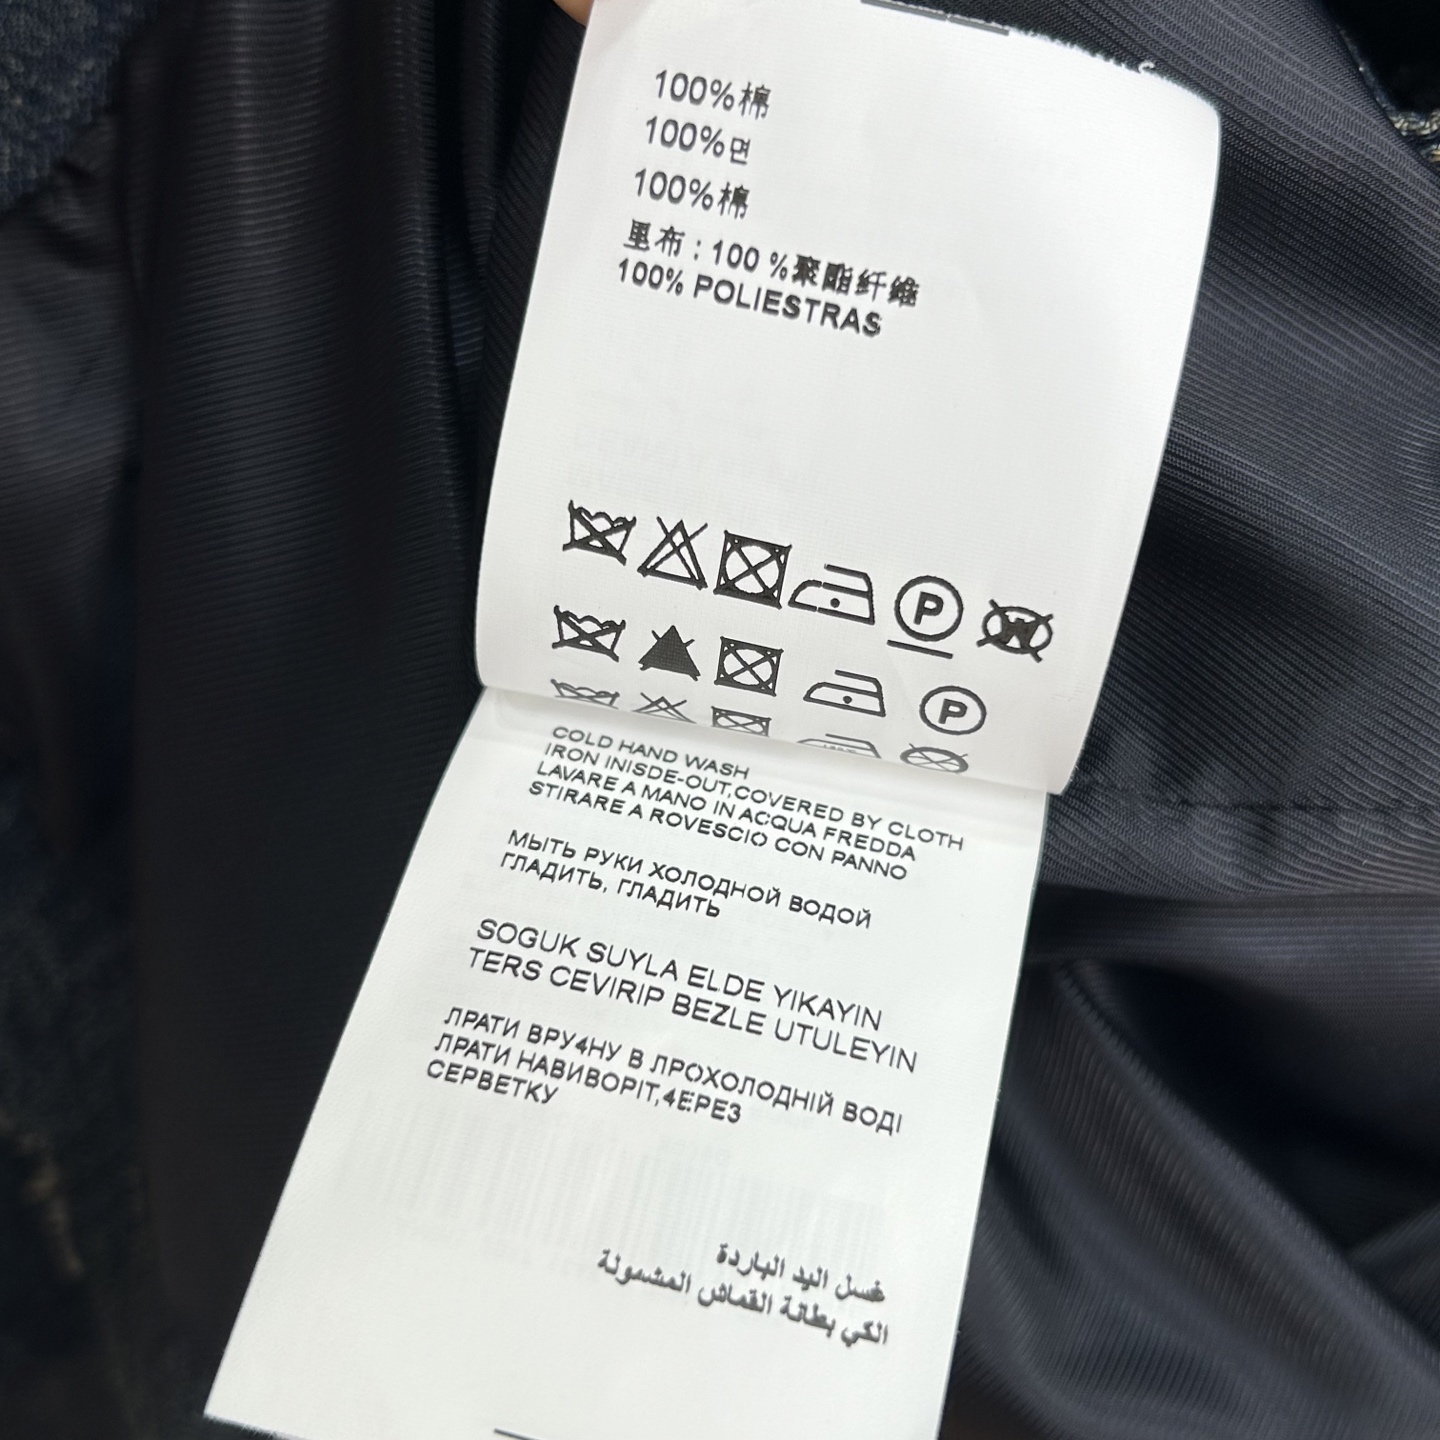 100%棉
100%면
100%棉
里布：100 %聚酯纤维
100% POLIESTRAS
P
W
P
COLD HAND WASH
IRON INISDE-OUT,COVERED BY CLOTH
LAVARE A MANO IN ACQUA FREDDA
STIRARE A ROVESCIO CON PANNO
МЫТЬ РУКИ ХОЛОДНОЙ ВОДОЙ
ГЛАДИТЬ, ГЛАДИТЬ
SOGUK SUYLA ELDE YIKAYIN
TERS CEVIRIP BEZLE UTULEYIN
ЛРАТИ ВРУ4НУ В ЛРОХОЛОДНІЙ ВОДІ
ЛРАТИ НАВИВОРІТ,4ЕРЕЗ
СЕРВЕТКУ
غسل اليد الباردة
الكي بطانة القماش المشمولة